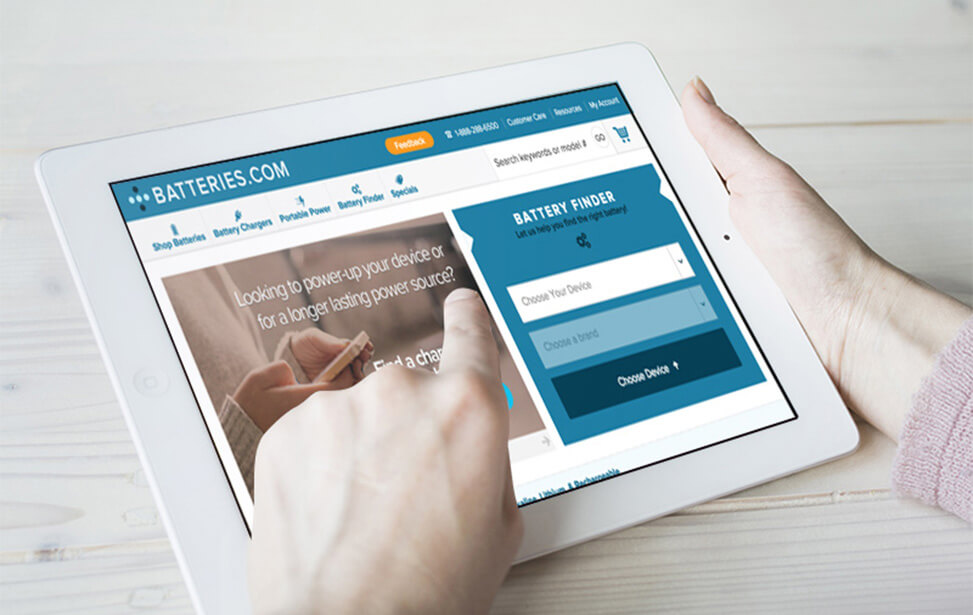 BATTERIES.COM
Feedback
1-888-288-6500
Customer Care
Resources
My Account
Search keywords or model #
GO
Shop Batteries
Battery Chargers
Portable Power
Battery Finder
Specials
Looking to power-up your device or
for a longer lasting power source?
Find a
BATTERY FINDER
Let us help you find the right battery!
Choose Your Device
Choose a brand
Choose Device
Lithium & Rechargeable